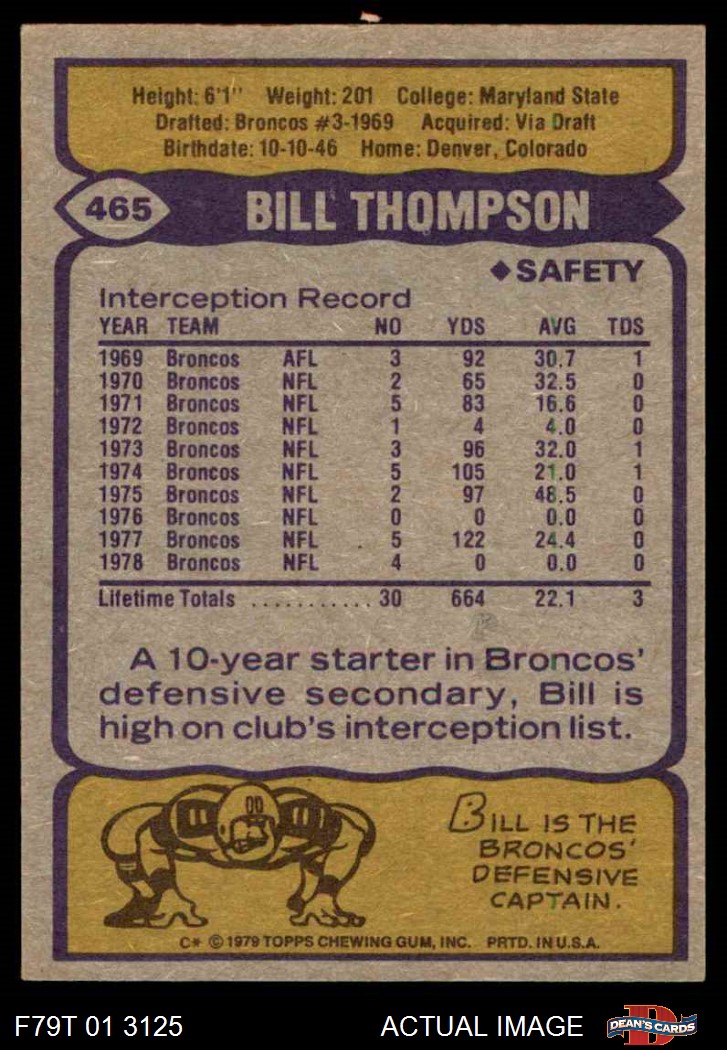 Height: 6'1" Weight: 201 College: Maryland State
Drafted: Broncos #3-1969 Acquired: Via Draft
Birthdate: 10-10-46 Home: Denver, Colorado
465 BILL THOMPSON
◆SAFETY
Interception Record
YEAR TEAM NO YDS AVG TDS
1969 Broncos AFL 3 92 30.7 1
1970 Broncos NFL 2 65 32.5 0
1971 Broncos NFL 5 83 16.6 0
1972 Broncos NFL 1 4 4.0 0
1973 Broncos NFL 3 96 32.0 1
1974 Broncos NFL 5 105 21.0 1
1975 Broncos NFL 2 97 48.5 0
1976 Broncos NFL 0 0 0.0 0
1977 Broncos NFL 5 122 24.4 0
1978 Broncos NFL 4 0 0.0 0
Lifetime Totals ........... 30 664 22.1 3
A 10-year starter in Broncos'
defensive secondary, Bill is
high on club's interception list.
00
BILL IS THE
BRONCOS'
DEFENSIVE
CAPTAIN.
C* © 1979 TOPPS CHEWING GUM, INC. PRTD. IN U.S.A.
F79T 01 3125 ACTUAL IMAGE DEAN'S CARDS